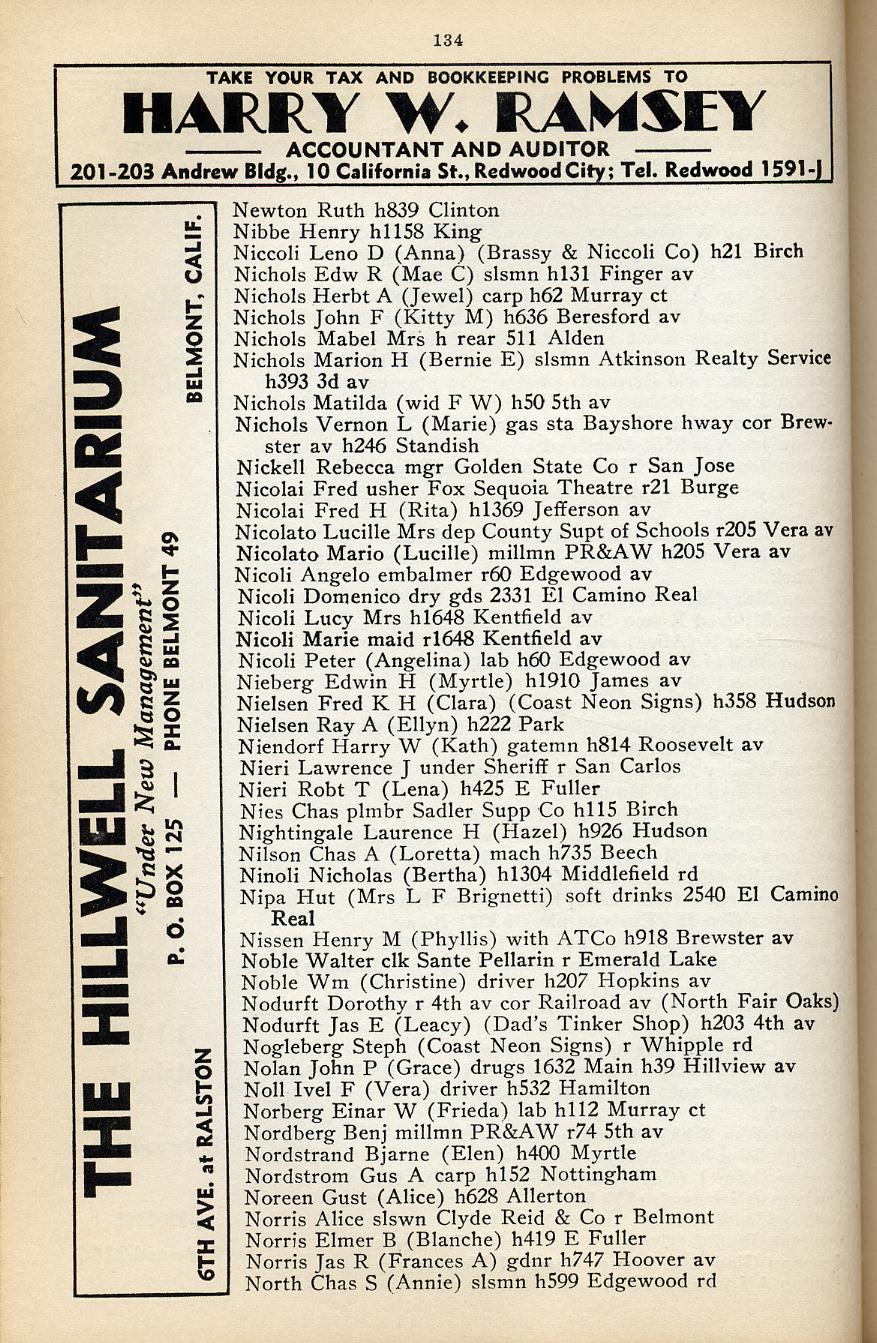 134
TAKE YOUR TAX AND BOOKKEEPING PROBLEMS TO
HARRY W. RAMSEY
ACCOUNTANT AND AUDITOR
201-203 Andrew Bldg., 10 California St., Redwood City; Tel. Redwood 1591-J
THE HILLWELL SANITARIUM
"Under New Management"
P. O. BOX 125 — PHONE BELMONT 49
6TH AVE. at RALSTON BELMONT, CALIF.
Newton Ruth h839 Clinton
Nibbe Henry h1158 King
Niccoli Leno D (Anna) (Brassy & Niccoli Co) h21 Birch
Nichols Edw R (Mae C) slsmn h131 Finger av
Nichols Herbt A (Jewel) carp h62 Murray ct
Nichols John F (Kitty M) h636 Beresford av
Nichols Mabel Mrs h rear 511 Alden
Nichols Marion H (Bernie E) slsmn Atkinson Realty Service
h393 3d av
Nichols Matilda (wid F W) h50 5th av
Nichols Vernon L (Marie) gas sta Bayshore hway cor Brew-
ster av h246 Standish
Nickell Rebecca mgr Golden State Co r San Jose
Nicolai Fred usher Fox Sequoia Theatre r21 Burge
Nicolai Fred H (Rita) h1369 Jefferson av
Nicolato Lucille Mrs dep County Supt of Schools r205 Vera av
Nicolato Mario (Lucille) millmn PR&AW h205 Vera av
Nicoli Angelo embalmer r60 Edgewood av
Nicoli Domenico dry gds 2331 El Camino Real
Nicoli Lucy Mrs h1648 Kentfield av
Nicoli Marie maid r1648 Kentfield av
Nicoli Peter (Angelina) lab h60 Edgewood av
Nieberg Edwin H (Myrtle) h1910 James av
Nielsen Fred K H (Clara) (Coast Neon Signs) h358 Hudson
Nielsen Ray A (Ellyn) h222 Park
Niendorf Harry W (Kath) gatemn h814 Roosevelt av
Nieri Lawrence J under Sheriff r San Carlos
Nieri Robt T (Lena) h425 E Fuller
Nies Chas plmbr Sadler Supp Co h115 Birch
Nightingale Laurence H (Hazel) h926 Hudson
Nilson Chas A (Loretta) mach h735 Beech
Ninoli Nicholas (Bertha) h1304 Middlefield rd
Nipa Hut (Mrs L F Brignetti) soft drinks 2540 El Camino
Real
Nissen Henry M (Phyllis) with ATCo h918 Brewster av
Noble Walter clk Sante Pellarin r Emerald Lake
Noble Wm (Christine) driver h207 Hopkins av
Nodurft Dorothy r 4th av cor Railroad av (North Fair Oaks)
Nodurft Jas E (Leacy) (Dad's Tinker Shop) h203 4th av
Nogleberg Steph (Coast Neon Signs) r Whipple rd
Nolan John P (Grace) drugs 1632 Main h39 Hillview av
Noll Ivel F (Vera) driver h532 Hamilton
Norberg Einar W (Frieda) lab h112 Murray ct
Nordberg Benj millmn PR&AW r74 5th av
Nordstrand Bjarne (Elen) h400 Myrtle
Nordstrom Gus A carp h152 Nottingham
Noreen Gust (Alice) h628 Allerton
Norris Alice slswn Clyde Reid & Co r Belmont
Norris Elmer B (Blanche) h419 E Fuller
Norris Jas R (Frances A) gdnr h747 Hoover av
North Chas S (Annie) slsmn h599 Edgewood rd